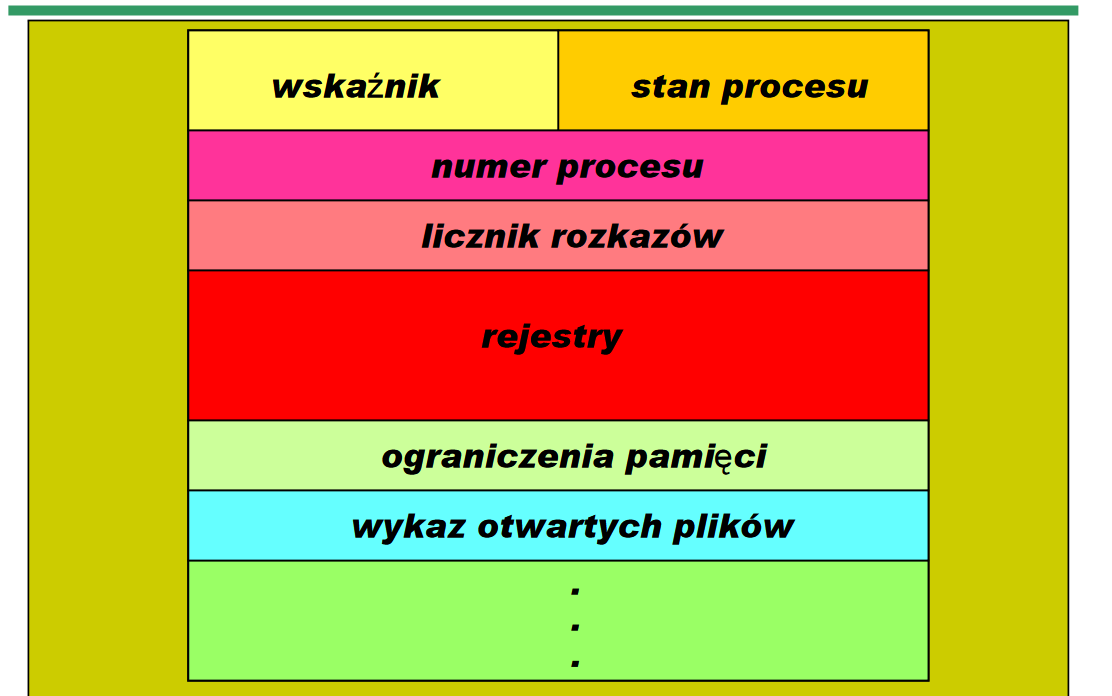 wskaźnik
stan procesu
numer procesu
licznik rozkazów
rejestry
ograniczenia pamięci
wykaz otwartych plików
.
.
.